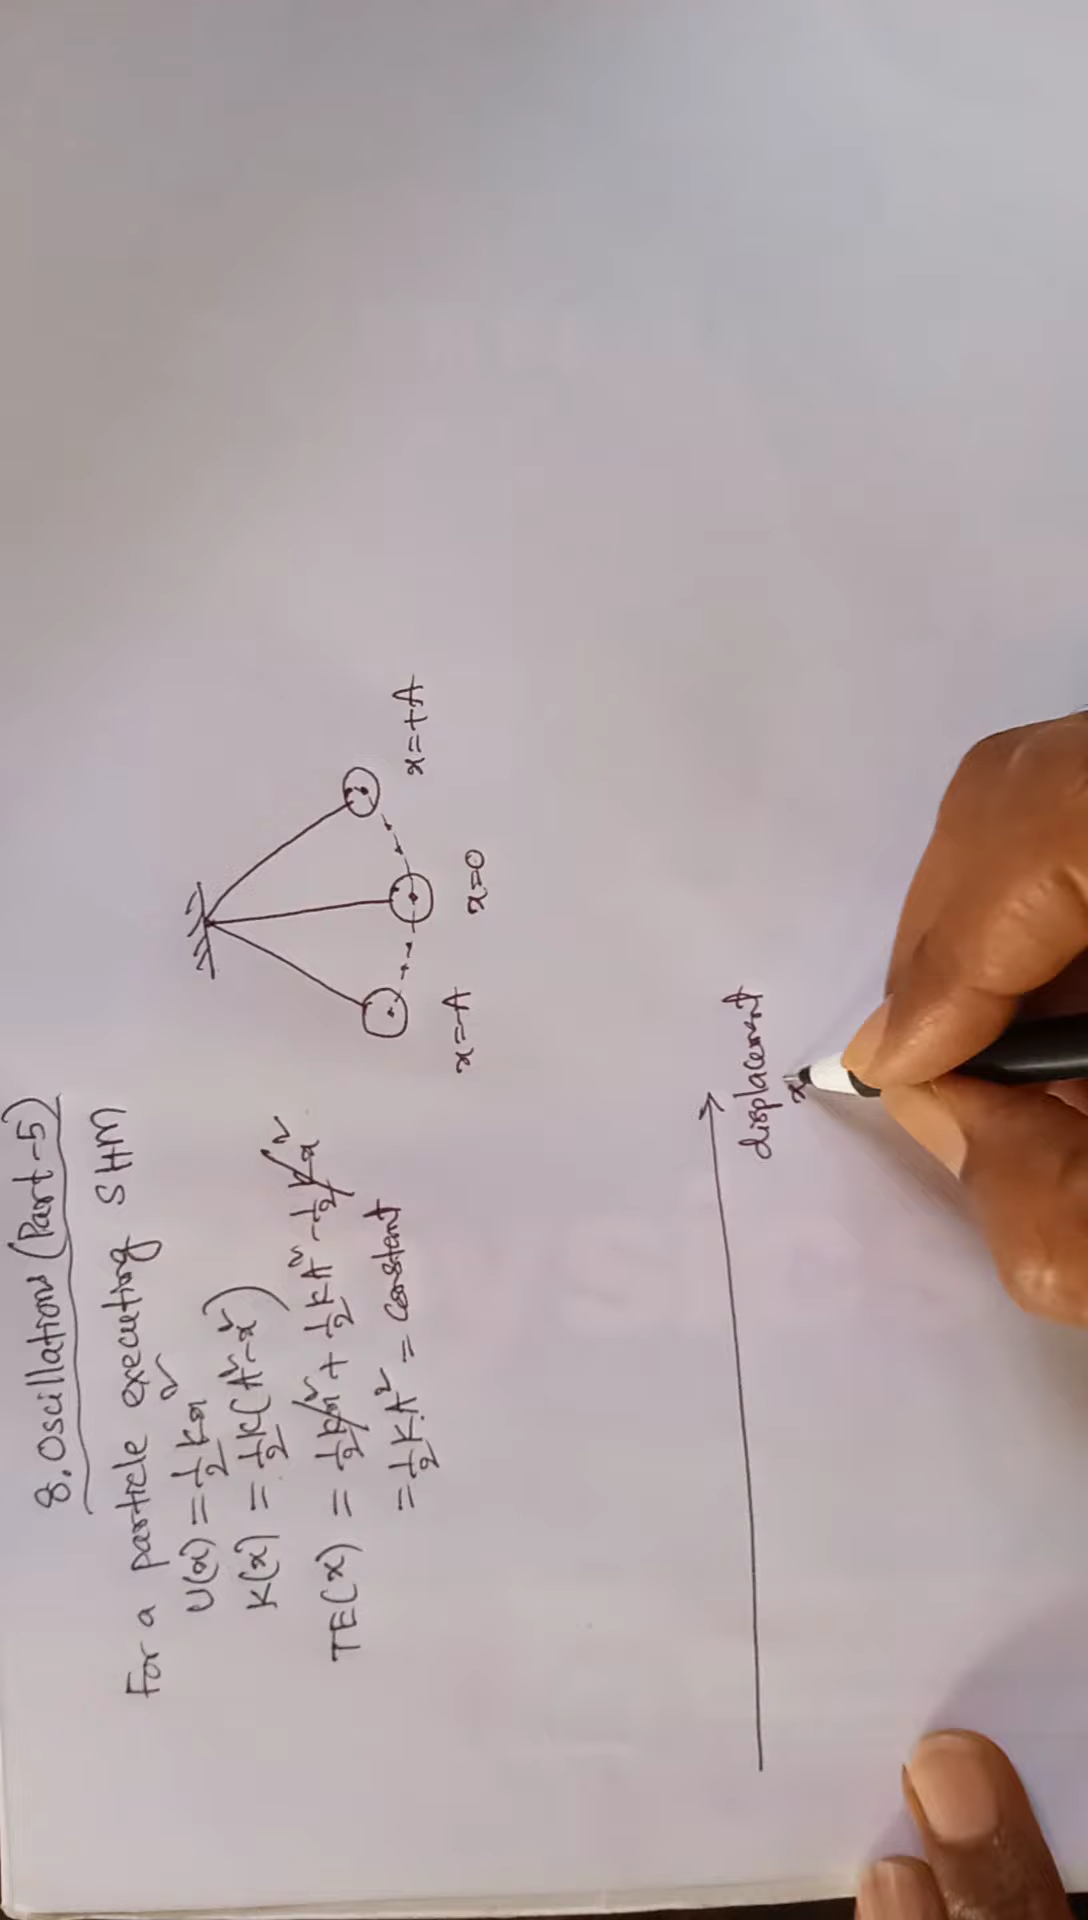 8. Oscillations (Part-5)
For a particle executing SHM
U(x) = 1/2 Kx²
K(x) = 1/2 K(A²-x²)
TE(x) = 1/2 Kx² + 1/2 KA² - 1/2 Kx²
= 1/2 KA² = Constant
x=-A
x=0
x=+A
displacement
x